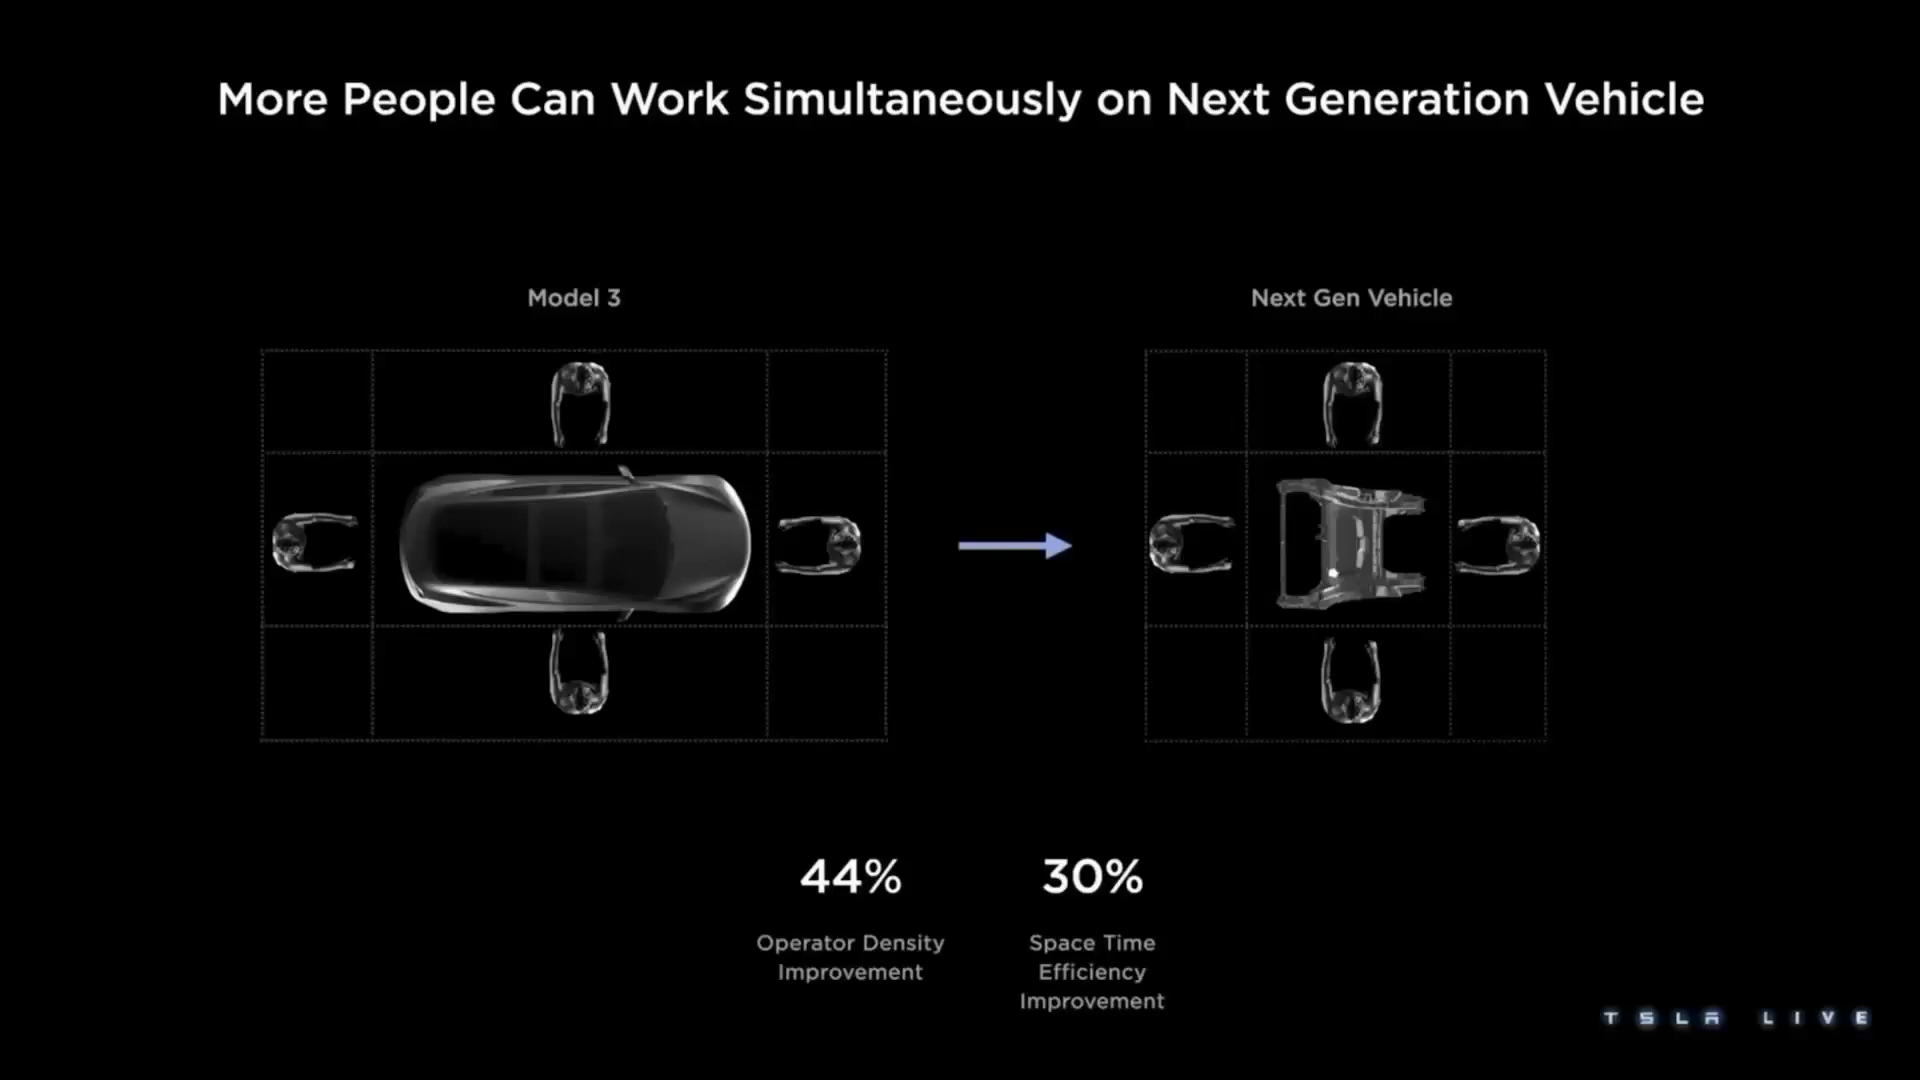 More People Can Work Simultaneously on Next Generation Vehicle
Model 3
Next Gen Vehicle
44%
Operator Density
Improvement
30%
Space Time
Efficiency
Improvement
TSLA LIVE